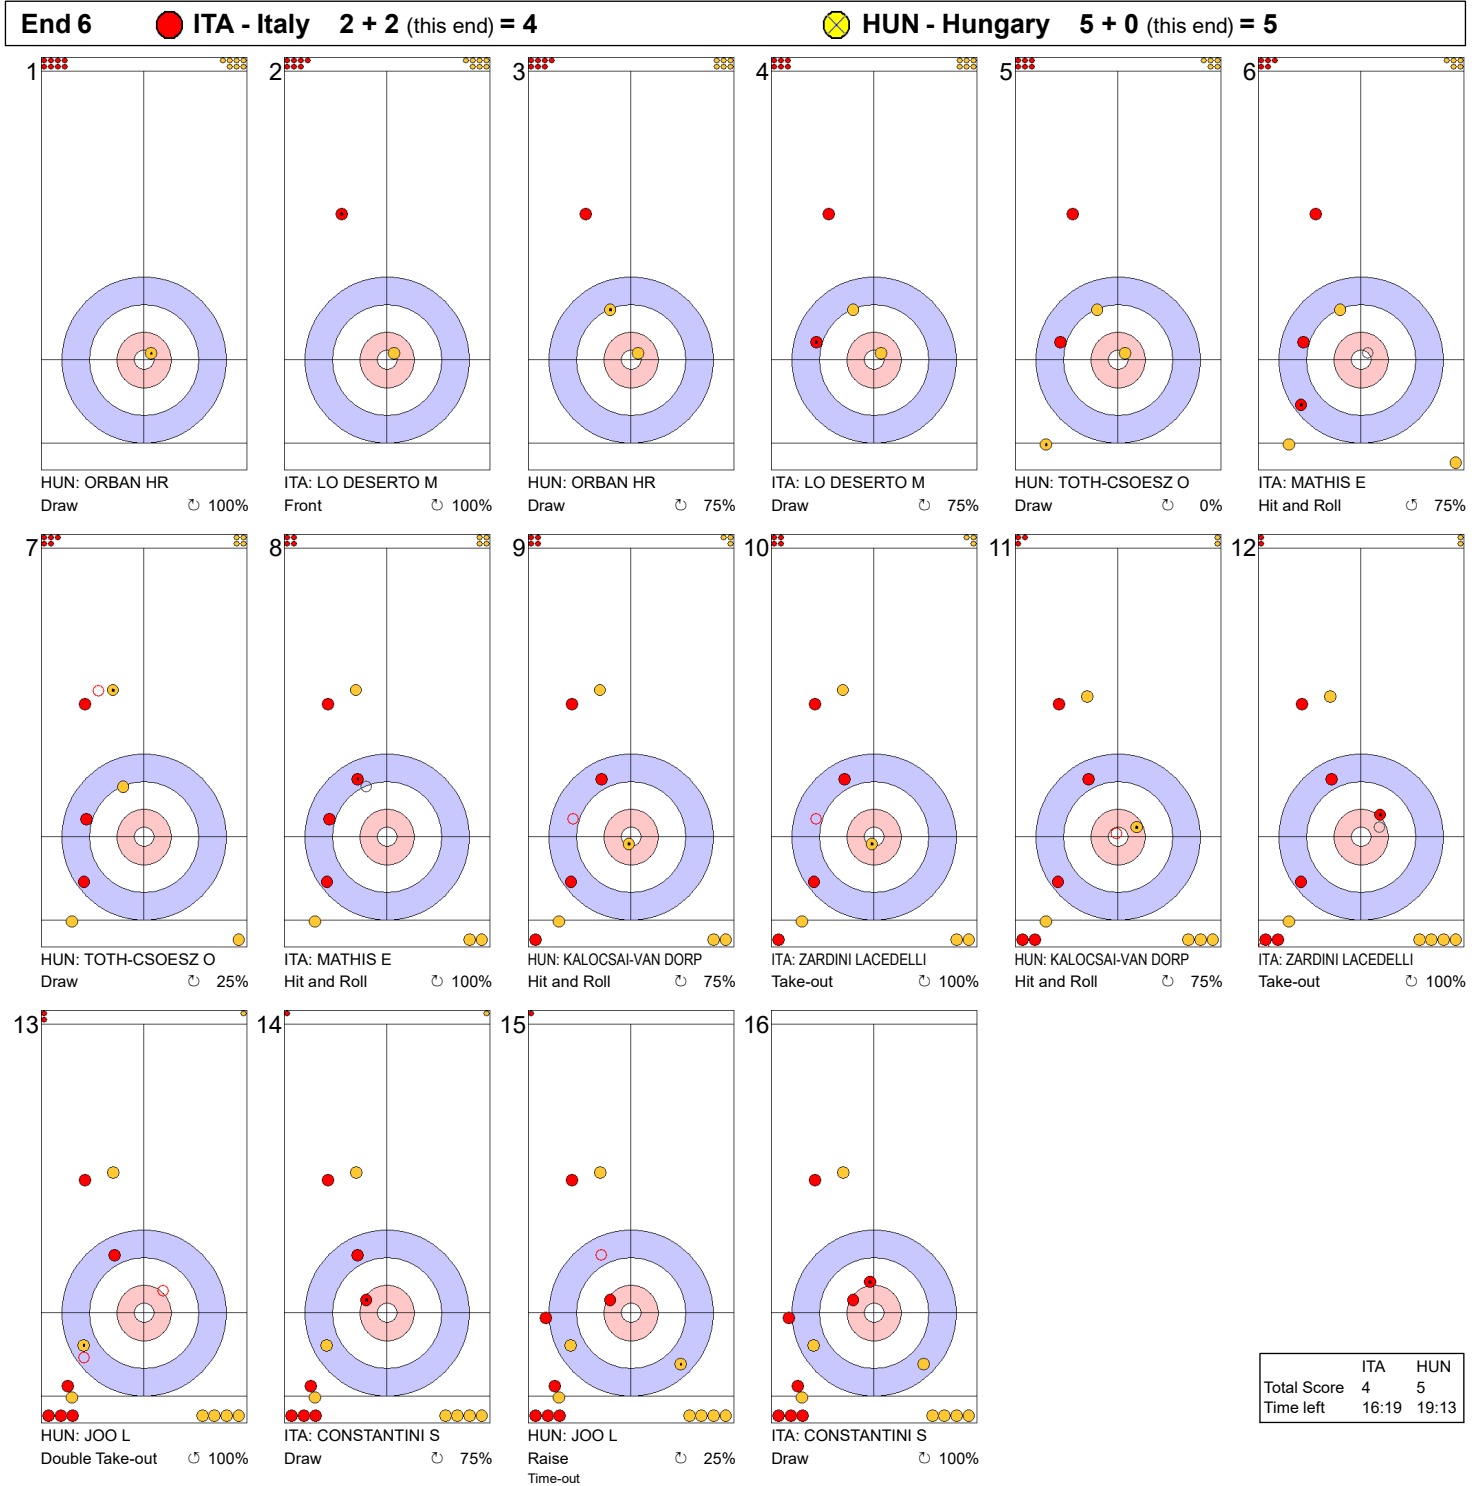 End 6 ITA - Italy 2 + 2 (this end) = 4 HUN - Hungary 5 + 0 (this end) = 5
1 2 3 4 5 6
HUN: ORBAN HR ITA: LO DESERTO M HUN: ORBAN HR ITA: LO DESERTO M HUN: TOTH-CSOESZ O ITA: MATHIS E
Draw ↻ 100% Front ↻ 100% Draw ↻ 75% Draw ↻ 75% Draw ↻ 0% Hit and Roll ↺ 75%
7 8 9 10 11 12
HUN: TOTH-CSOESZ O ITA: MATHIS E HUN: KALOCSAI-VAN DORP ITA: ZARDINI LACEDELLI HUN: KALOCSAI-VAN DORP ITA: ZARDINI LACEDELLI
Draw ↻ 25% Hit and Roll ↻ 100% Hit and Roll ↻ 75% Take-out ↻ 100% Hit and Roll ↻ 75% Take-out ↻ 100%
13 14 15 16
HUN: JOO L ITA: CONSTANTINI S HUN: JOO L ITA: CONSTANTINI S
Double Take-out ↺ 100% Draw ↻ 75% Raise ↻ 25% Draw ↻ 100%
Time-out
ITA HUN
Total Score 4 5
Time left 16:19 19:13